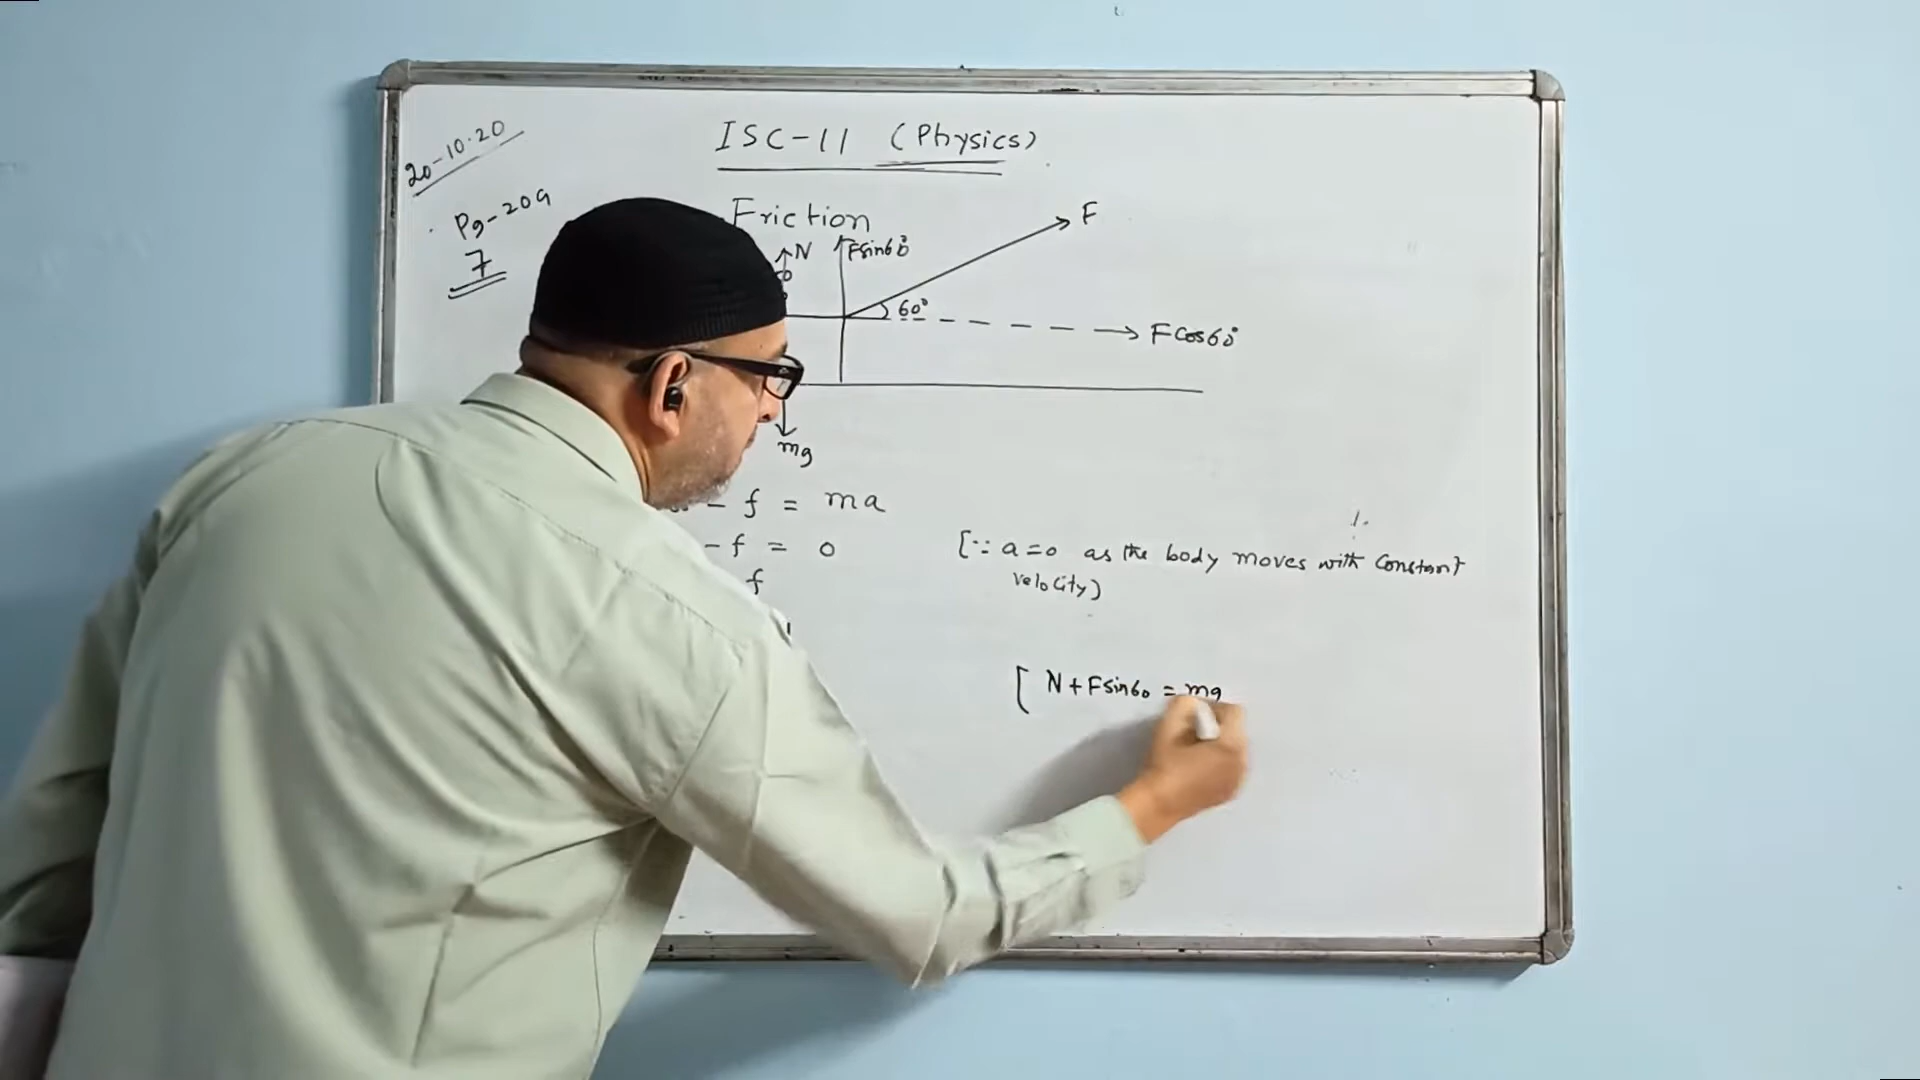 20-10.20
ISC-11 (Physics)
Pg-209
7
Friction
N
Fsin60°
F
60°
Fcos60°
mg
- f = ma
- f = 0
[∵ a=0 as the body moves with constant
velocity)
f
[ N+Fsin60 = mg